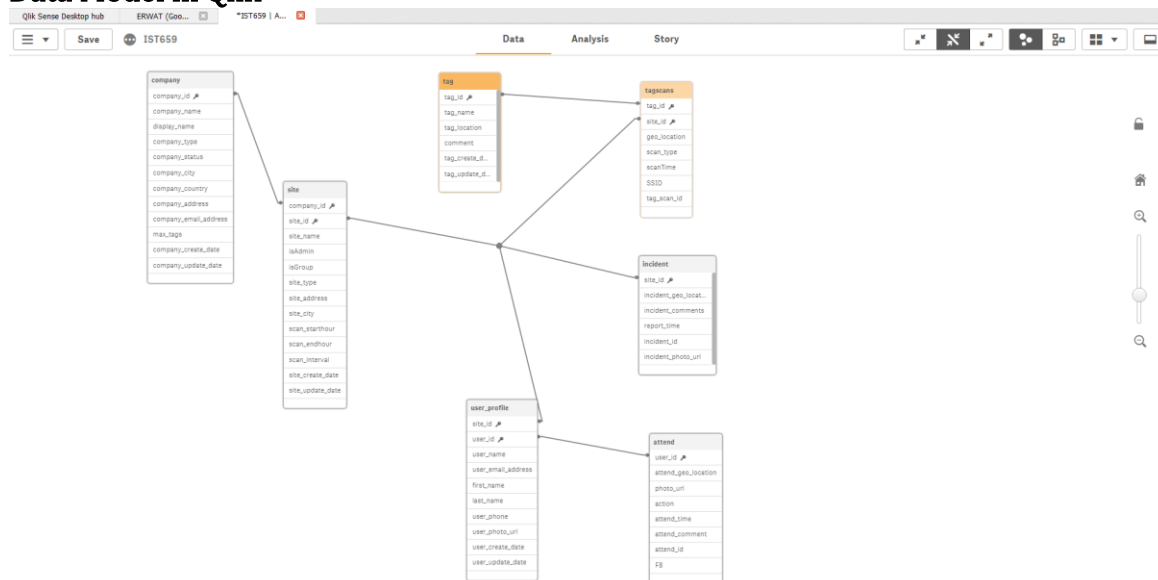 Data Model in Qlik
Qlik Sense Desktop hub
ERWAT (Goo...
*IST659 | A...
Save
IST659
Data
Analysis
Story
company
company_id
company_name
display_name
company_type
company_status
company_city
company_country
company_address
company_email_address
max_tags
company_create_date
company_update_date
site
company_id
site_id
site_name
isAdmin
isGroup
site_type
site_address
site_city
scan_starthour
scan_endhour
scan_interval
site_create_date
site_update_date
tag
tag_id
tag_name
tag_location
comment
tag_create_d...
tag_update_d...
tagscans
tag_id
site_id
geo_location
scan_type
scanTime
SSID
tag_scan_id
incident
site_id
incident_geo_locat...
incident_comments
report_time
incident_id
incident_photo_url
user_profile
site_id
user_id
user_name
user_email_address
first_name
last_name
user_phone
user_photo_url
user_create_date
user_update_date
attend
user_id
attend_geo_location
photo_url
action
attend_time
attend_comment
attend_id
F8